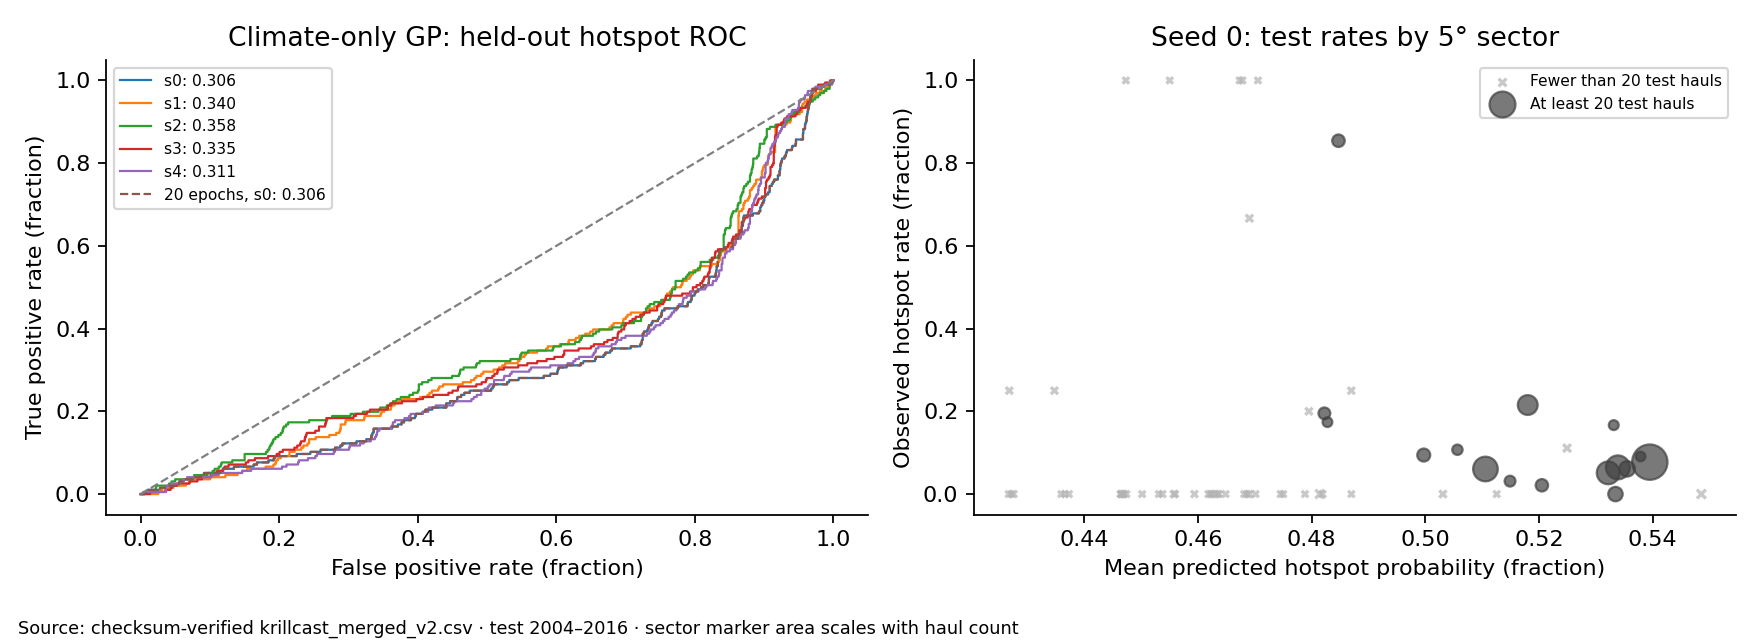 Climate-only GP: held-out hotspot ROC
True positive rate (fraction)
1.0
0.8
0.6
0.4
0.2
0.0
s0: 0.306
s1: 0.340
s2: 0.358
s3: 0.335
s4: 0.311
20 epochs, s0: 0.306
0.0 0.2 0.4 0.6 0.8 1.0
False positive rate (fraction)
Seed 0: test rates by 5° sector
Observed hotspot rate (fraction)
1.0
0.8
0.6
0.4
0.2
0.0
Fewer than 20 test hauls
At least 20 test hauls
0.44 0.46 0.48 0.50 0.52 0.54
Mean predicted hotspot probability (fraction)
Source: checksum-verified krillcast_merged_v2.csv · test 2004–2016 · sector marker area scales with haul count